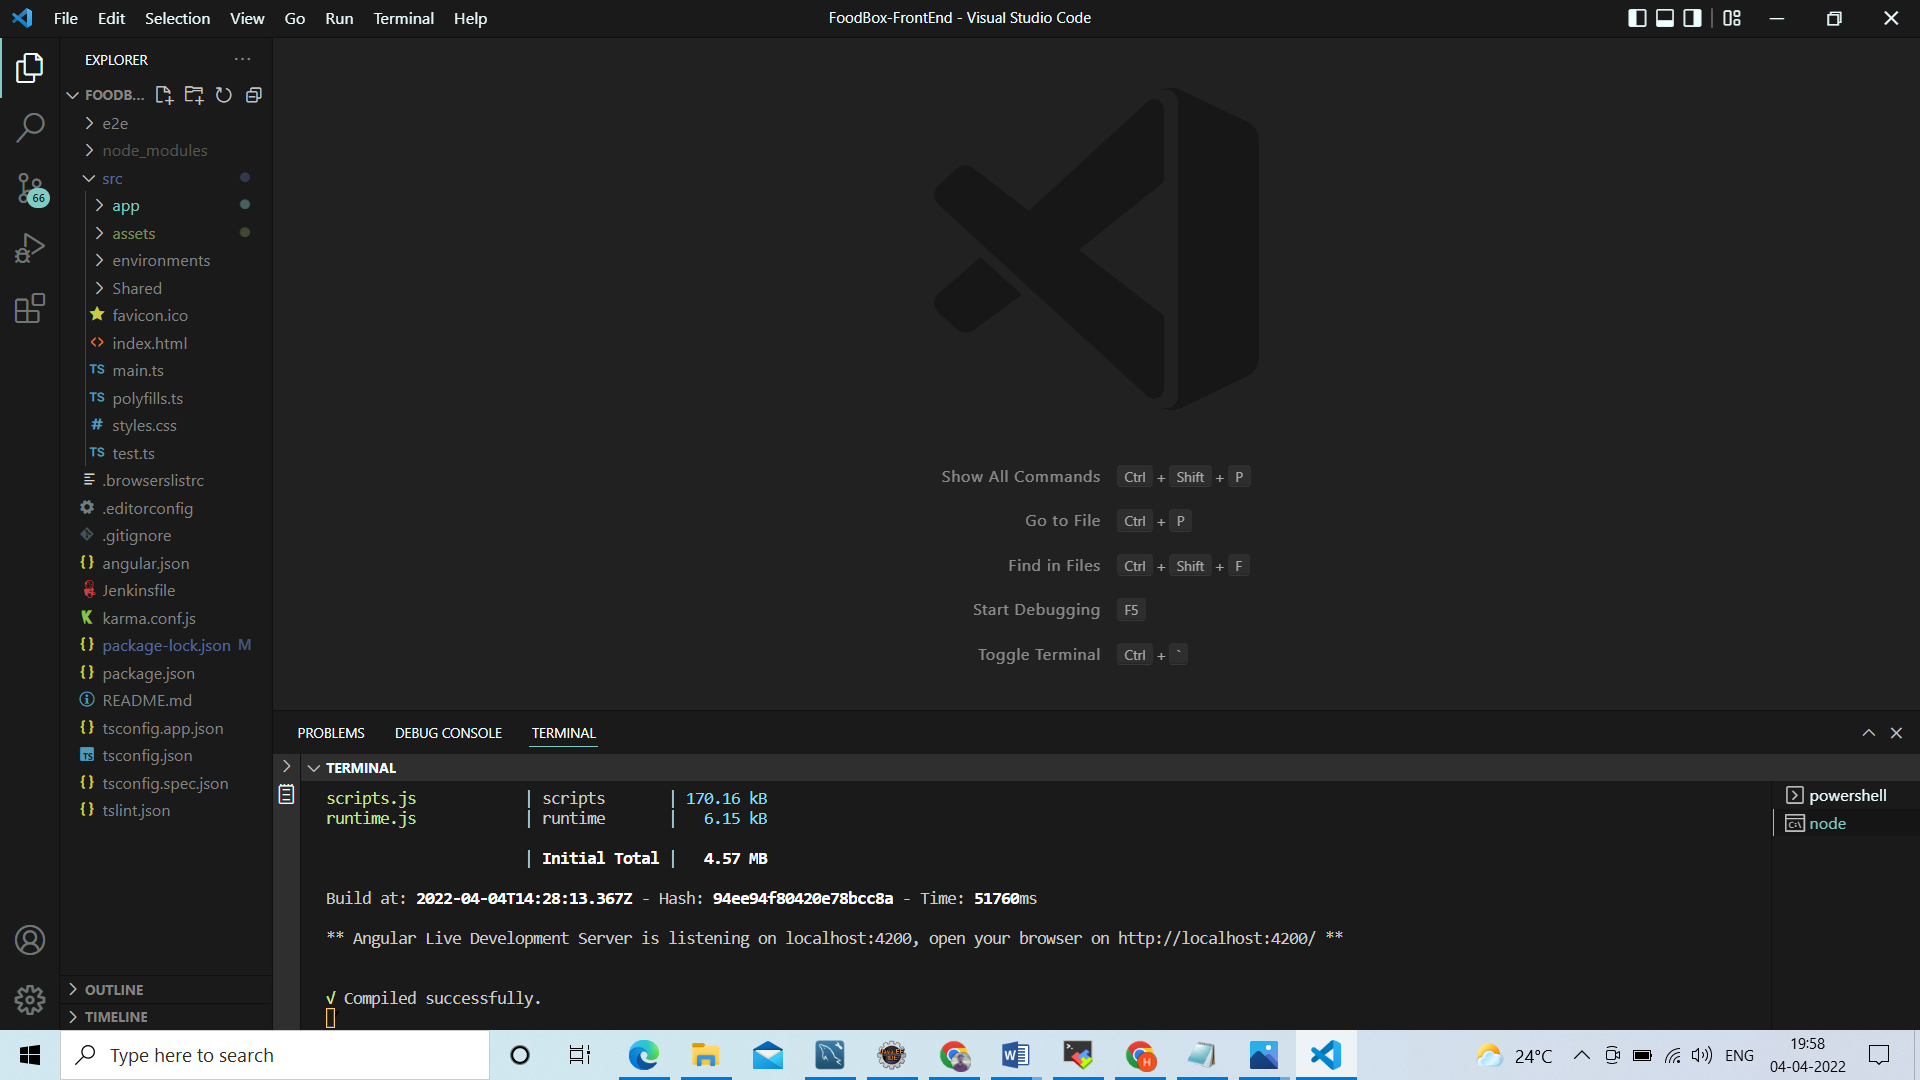 File Edit Selection View Go Run Terminal Help
FoodBox-FrontEnd - Visual Studio Code
EXPLORER
FOODB...
e2e
node_modules
src
66
app
assets
environments
Shared
favicon.ico
<> index.html
TS main.ts
TS polyfills.ts
# styles.css
TS test.ts
.browserslistrc
.editorconfig
.gitignore
{} angular.json
Jenkinsfile
K karma.conf.js
{} package-lock.json M
{} package.json
README.md
{} tsconfig.app.json
TS tsconfig.json
{} tsconfig.spec.json
{} tslint.json
OUTLINE
TIMELINE
Show All Commands Ctrl + Shift + P
Go to File Ctrl + P
Find in Files Ctrl + Shift + F
Start Debugging F5
Toggle Terminal Ctrl + `
PROBLEMS DEBUG CONSOLE TERMINAL
TERMINAL
scripts.js | scripts | 170.16 kB
runtime.js | runtime | 6.15 kB
| Initial Total | 4.57 MB
Build at: 2022-04-04T14:28:13.367Z - Hash: 94ee94f80420e78bcc8a - Time: 51760ms
** Angular Live Development Server is listening on localhost:4200, open your browser on http://localhost:4200/ **
√ Compiled successfully.
powershell
node
Type here to search
24°C
ENG
19:58
04-04-2022